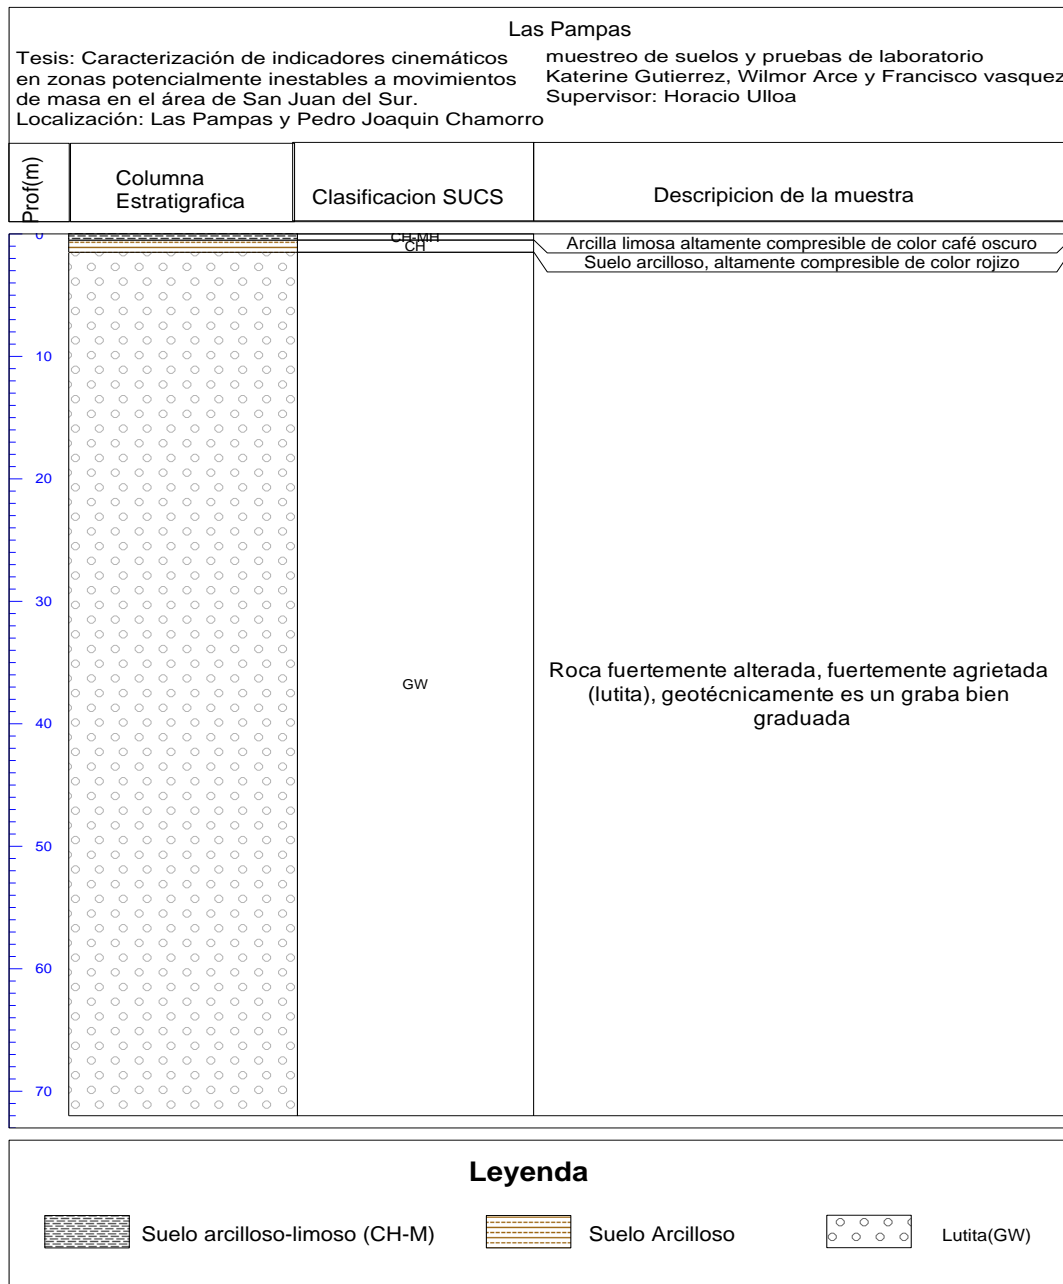 Las Pampas
Tesis: Caracterización de indicadores cinemáticos
en zonas potencialmente inestables a movimientos
de masa en el área de San Juan del Sur.
Localización: Las Pampas y Pedro Joaquin Chamorro
muestreo de suelos y pruebas de laboratorio
Katerine Gutierrez, Wilmor Arce y Francisco vasquez
Supervisor: Horacio Ulloa
Prof(m)
Columna
Estratigrafica
Clasificacion SUCS
Descripicion de la muestra
0
CH-MH
Arcilla limosa altamente compresible de color café oscuro
CH
Suelo arcilloso, altamente compresible de color rojizo
10
20
30
GW
Roca fuertemente alterada, fuertemente agrietada
(lutita), geotécnicamente es un graba bien
graduada
40
50
60
70
Leyenda
Suelo arcilloso-limoso (CH-M)
Suelo Arcilloso
Lutita(GW)